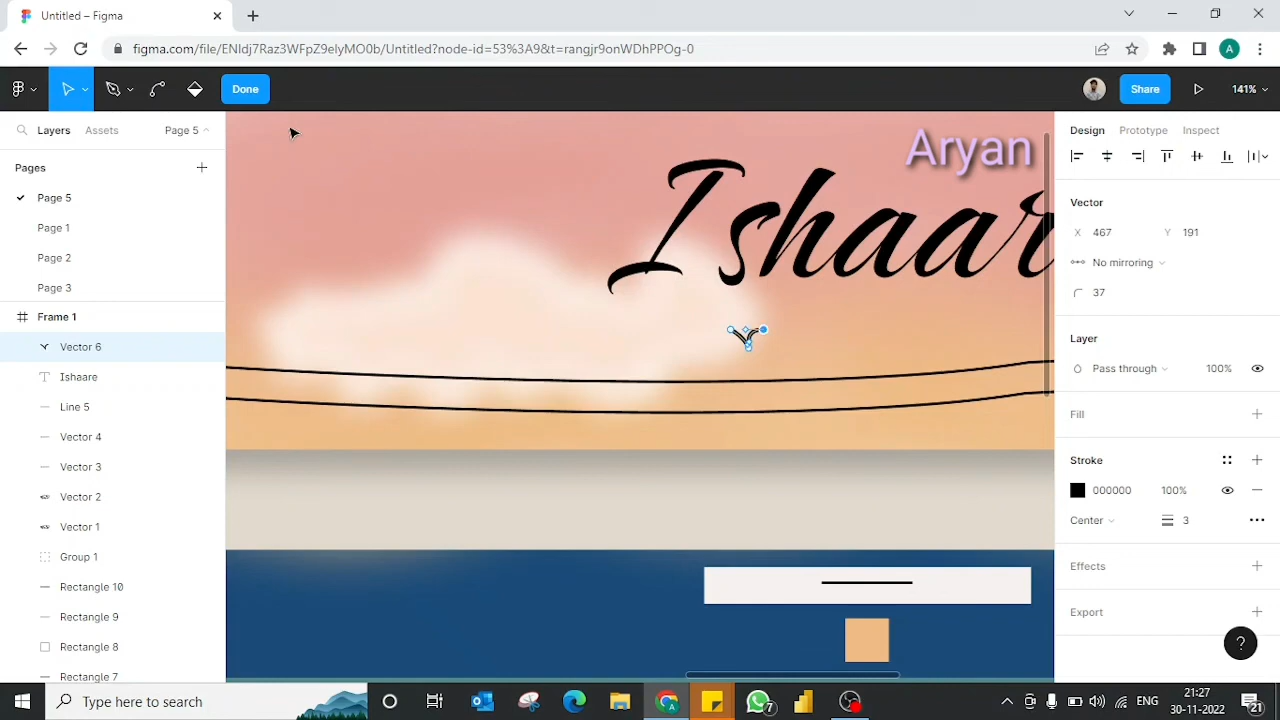 Untitled – Figma
figma.com/file/ENIdj7Raz3WFpZ9elyMO0b/Untitled?node-id=53%3A9&t=rangjr9onWDhPPOg-0
A
Done
Share
141%
Layers
Assets
Page 5
Pages
Page 5
Page 1
Page 2
Page 3
Frame 1
Vector 6
Ishaare
Line 5
Vector 4
Vector 3
Vector 2
Vector 1
Group 1
Rectangle 10
Rectangle 9
Rectangle 8
Rectangle 7
Aryan
Ishaar
Design
Prototype
Inspect
Vector
X 467
Y 191
No mirroring
37
Layer
Pass through
100%
Fill
Stroke
000000
100%
Center
3
Effects
Export
?
Type here to search
7
ENG
21:27
30-11-2022
21